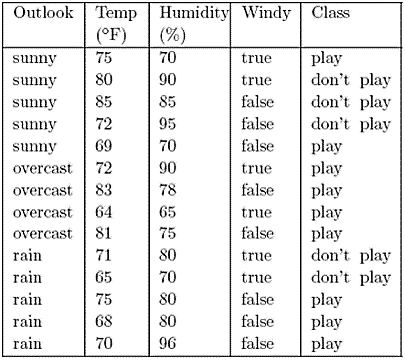 Outlook Temp Humidity Windy Class
(°F) (%)
sunny 75 70 true play
sunny 80 90 true don't play
sunny 85 85 false don't play
sunny 72 95 false don't play
sunny 69 70 false play
overcast 72 90 true play
overcast 83 78 false play
overcast 64 65 true play
overcast 81 75 false play
rain 71 80 true don't play
rain 65 70 true don't play
rain 75 80 false play
rain 68 80 false play
rain 70 96 false play